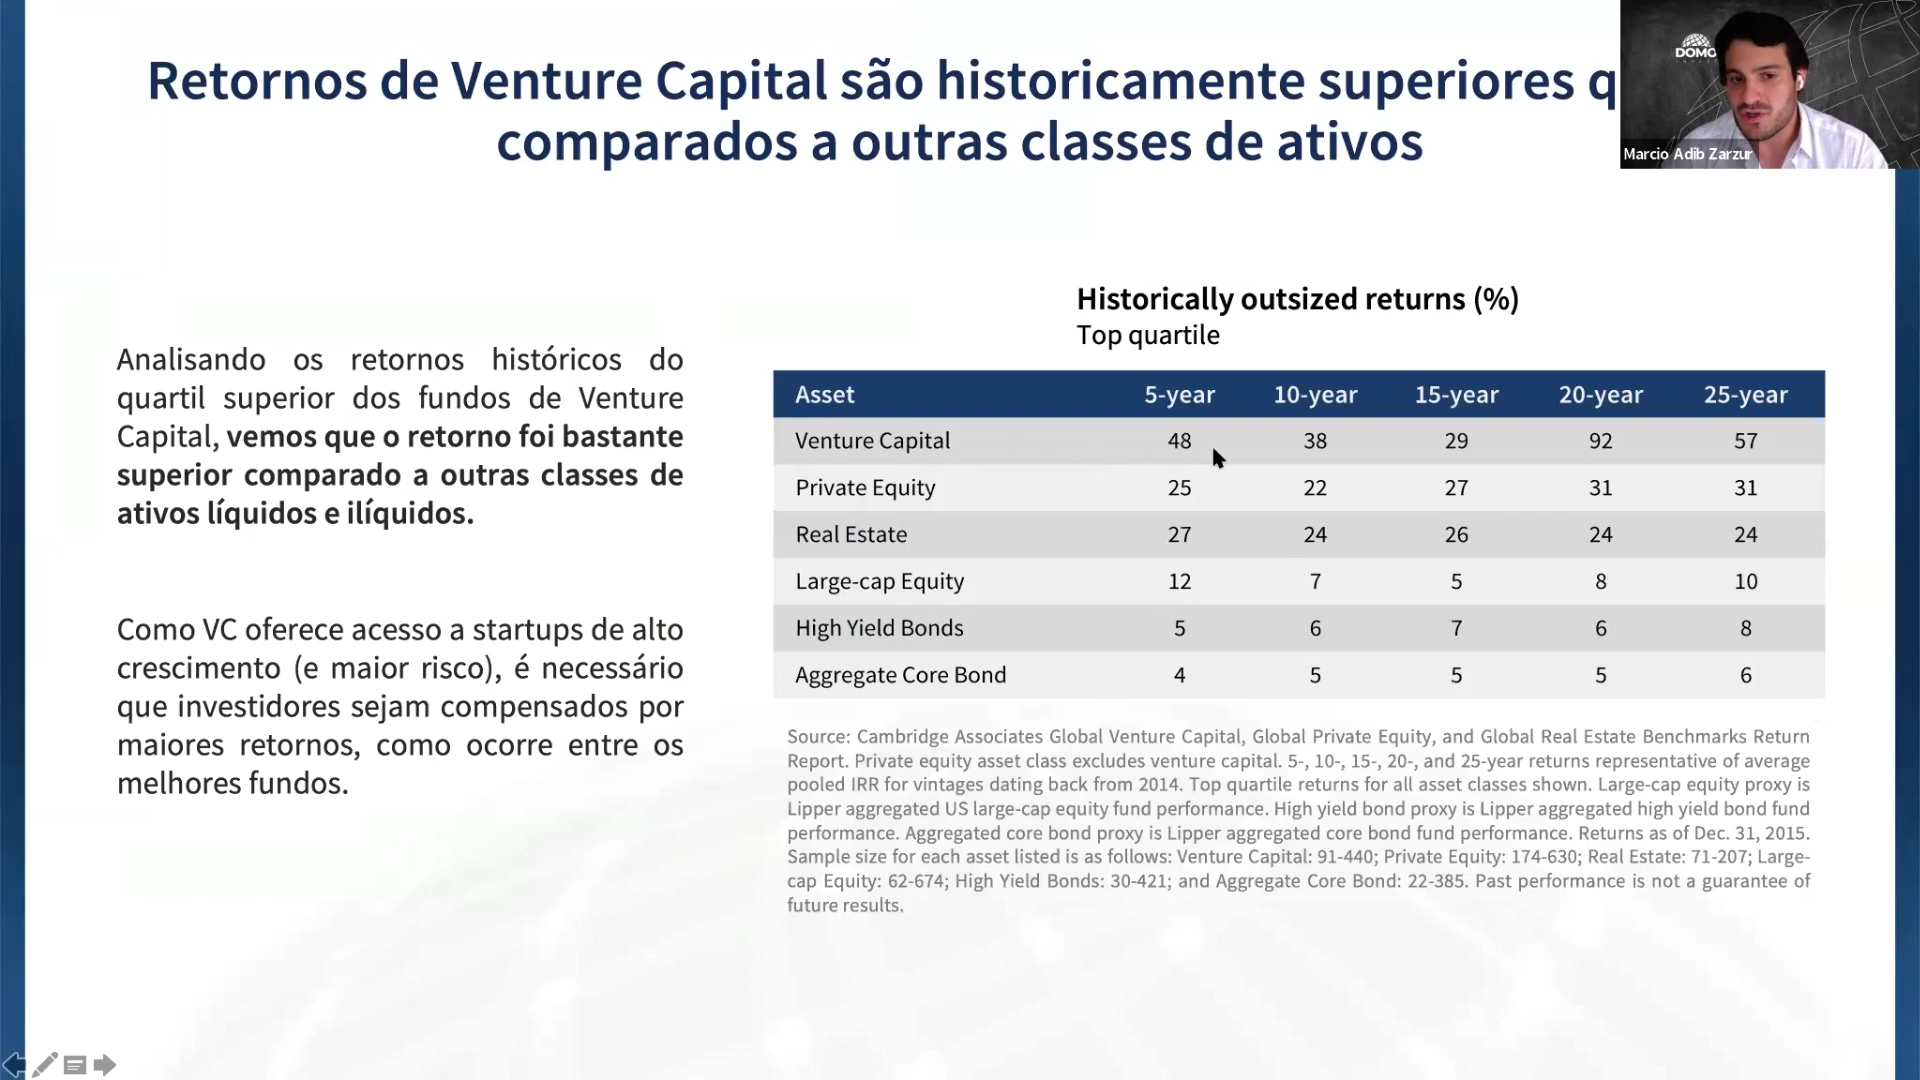 Retornos de Venture Capital são historicamente superiores q
comparados a outras classes de ativos
DOMO
Marcio Adib Zarzur
Analisando os retornos históricos do
quartil superior dos fundos de Venture
Capital, vemos que o retorno foi bastante
superior comparado a outras classes de
ativos líquidos e ilíquidos.
Como VC oferece acesso a startups de alto
crescimento (e maior risco), é necessário
que investidores sejam compensados por
maiores retornos, como ocorre entre os
melhores fundos.
Historically outsized returns (%)
Top quartile
Asset 5-year 10-year 15-year 20-year 25-year
Venture Capital 48 38 29 92 57
Private Equity 25 22 27 31 31
Real Estate 27 24 26 24 24
Large-cap Equity 12 7 5 8 10
High Yield Bonds 5 6 7 6 8
Aggregate Core Bond 4 5 5 5 6
Source: Cambridge Associates Global Venture Capital, Global Private Equity, and Global Real Estate Benchmarks Return
Report. Private equity asset class excludes venture capital. 5-, 10-, 15-, 20-, and 25-year returns representative of average
pooled IRR for vintages dating back from 2014. Top quartile returns for all asset classes shown. Large-cap equity proxy is
Lipper aggregated US large-cap equity fund performance. High yield bond proxy is Lipper aggregated high yield bond fund
performance. Aggregated core bond proxy is Lipper aggregated core bond fund performance. Returns as of Dec. 31, 2015.
Sample size for each asset listed is as follows: Venture Capital: 91-440; Private Equity: 174-630; Real Estate: 71-207; Large-
cap Equity: 62-674; High Yield Bonds: 30-421; and Aggregate Core Bond: 22-385. Past performance is not a guarantee of
future results.